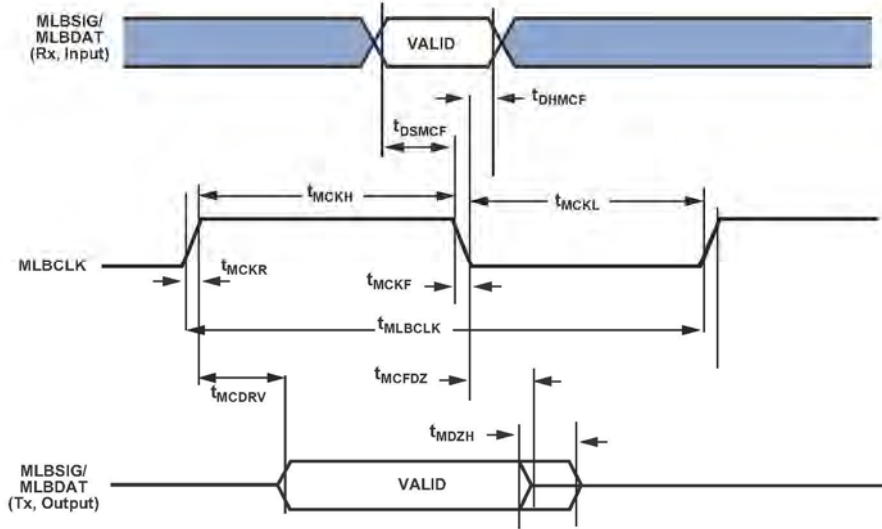 MLBSIG/
MLBDAT
(Rx, Input)
VALID
tDHMCF
tDSMCF
tMCKH
tMCKL
MLBCLK
tMCKR
tMCKF
tMLBCLK
tMCDRV
tMCFDZ
tMDZH
MLBSIG/
MLBDAT
(Tx, Output)
VALID